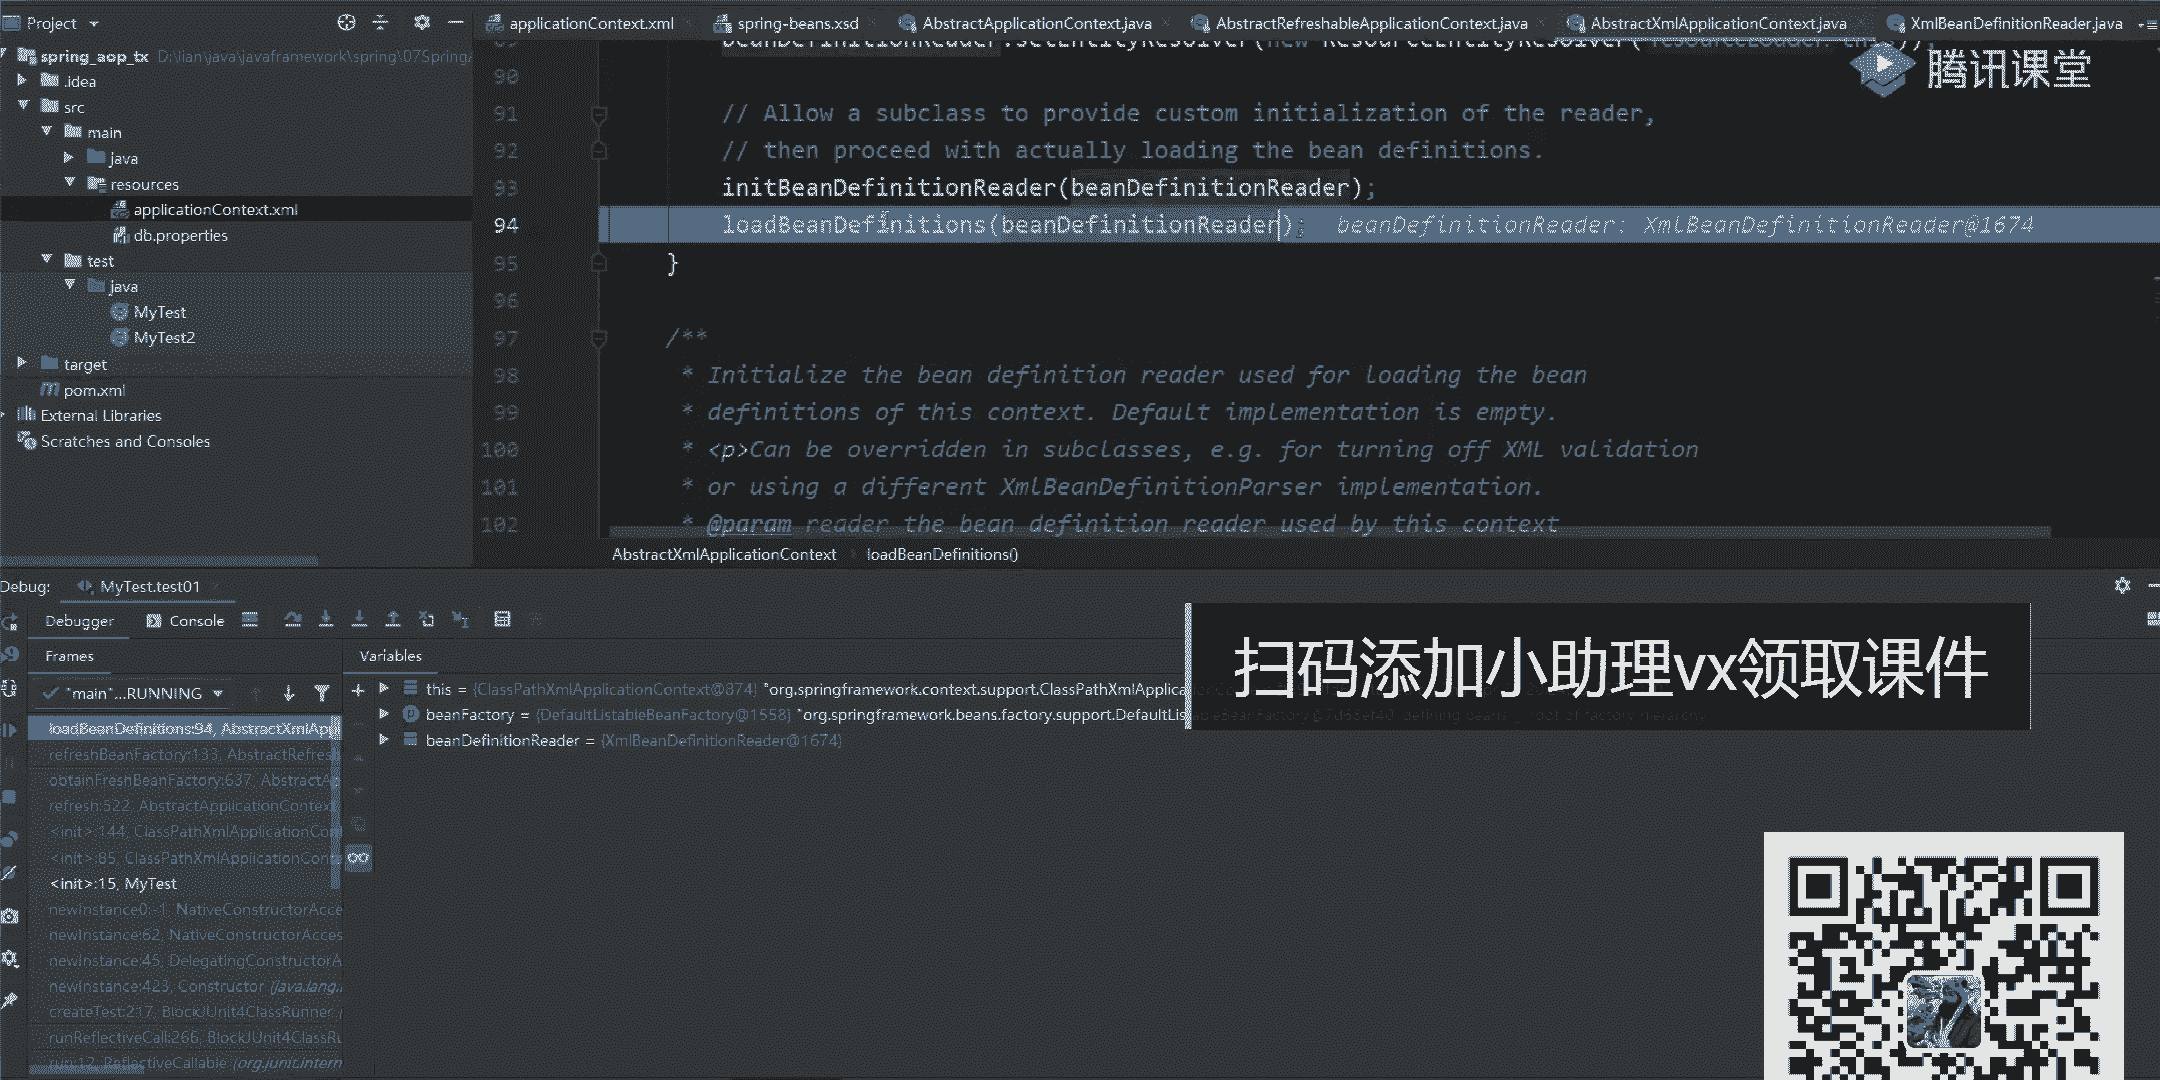 Project
applicationContext.xml
spring-beans.xsd
AbstractApplicationContext.java
AbstractRefreshableApplicationContext.java
AbstractXmlApplicationContext.java
XmlBeanDefinitionReader.java
腾讯课堂
spring_aop_tx D:\lian\java\javaframework\spring\07SpringA
.idea
src
main
java
resources
applicationContext.xml
db.properties
test
java
MyTest
MyTest2
target
pom.xml
External Libraries
Scratches and Consoles
90
91 // Allow a subclass to provide custom initialization of the reader,
92 // then proceed with actually loading the bean definitions.
93 initBeanDefinitionReader(beanDefinitionReader);
94 loadBeanDefinitions(beanDefinitionReader); beanDefinitionReader: XmlBeanDefinitionReader@1674
95 }
96
97 /**
98 * Initialize the bean definition reader used for loading the bean
99 * definitions of this context. Default implementation is empty.
100 * <p>Can be overridden in subclasses, e.g. for turning off XML validation
101 * or using a different XmlBeanDefinitionParser implementation.
102 * @param reader the bean definition reader used by this context
AbstractXmlApplicationContext loadBeanDefinitions()
Debug: MyTest.test01
Debugger Console
Frames
Variables
"main"...RUNNING
loadBeanDefinitions:94, AbstractXmlAppl
refreshBeanFactory:133, AbstractRefresh
obtainFreshBeanFactory:637, AbstractAp
refresh:522, AbstractApplicationContext
<init>:144, ClassPathXmlApplicationCon
<init>:85, ClassPathXmlApplicationConte
<init>:15, MyTest
newInstance0:-1, NativeConstructorAcce
newInstance:62, NativeConstructorAcces
newInstance:45, DelegatingConstructorA
newInstance:423, Constructor (java.lang.r
createTest:217, BlockJUnit4ClassRunner (
runReflectiveCall:266, BlockJUnit4ClassRu
run:12, ReflectiveCallable (org.junit.intern
this = {ClassPathXmlApplicationContext@874} "org.springframework.context.support.ClassPathXmlApplica
beanFactory = {DefaultListableBeanFactory@1558} "org.springframework.beans.factory.support.DefaultLis
beanDefinitionReader = {XmlBeanDefinitionReader@1674}
扫码添加小助理vx领取课件